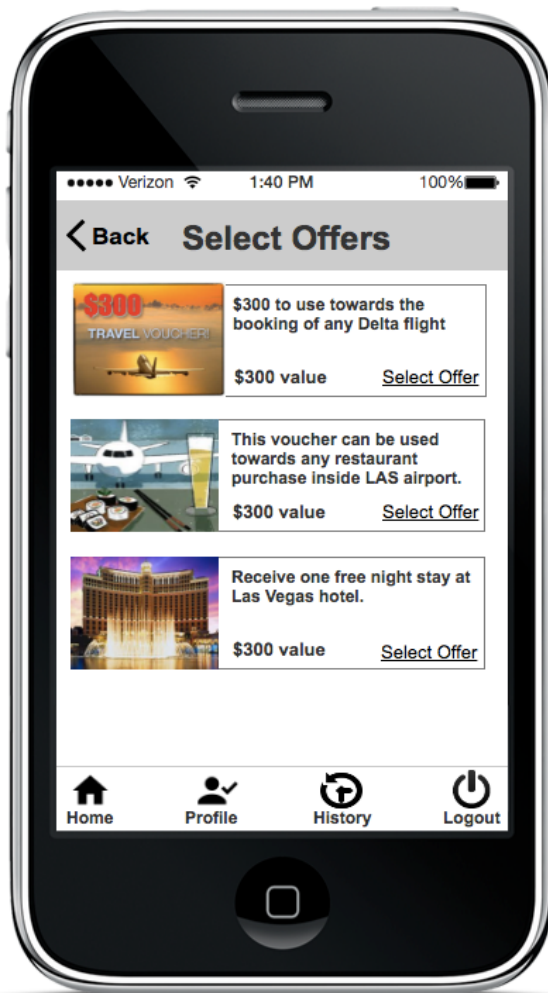 Verizon 1:40 PM 100%
Back Select Offers
$300
TRAVEL VOUCHER!
$300 to use towards the
booking of any Delta flight
$300 value Select Offer
This voucher can be used
towards any restaurant
purchase inside LAS airport.
$300 value Select Offer
Receive one free night stay at
Las Vegas hotel.
$300 value Select Offer
Home Profile History Logout